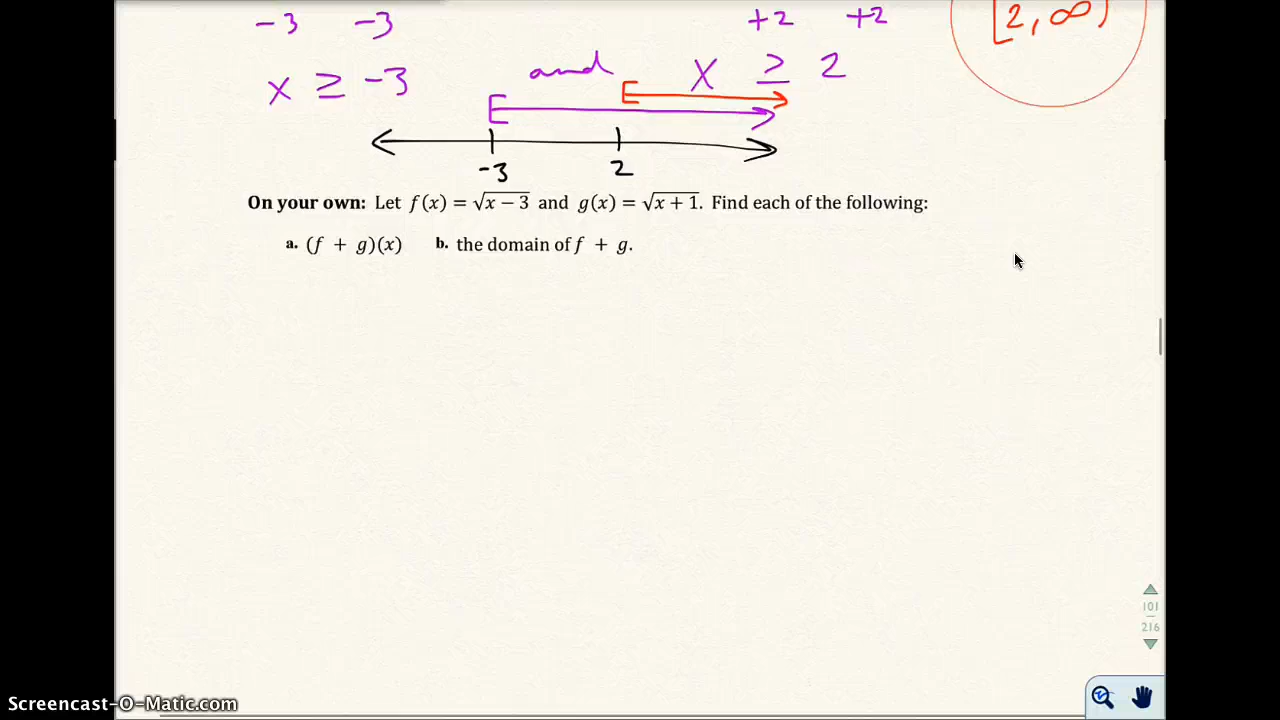 -3 -3 +2 +2 [2, ∞)
x ≥ -3 and x ≥ 2
-3 2
On your own: Let f(x) = √x − 3 and g(x) = √x + 1. Find each of the following:
a. (f + g)(x) b. the domain of f + g.
101
216
Screencast-O-Matic.com